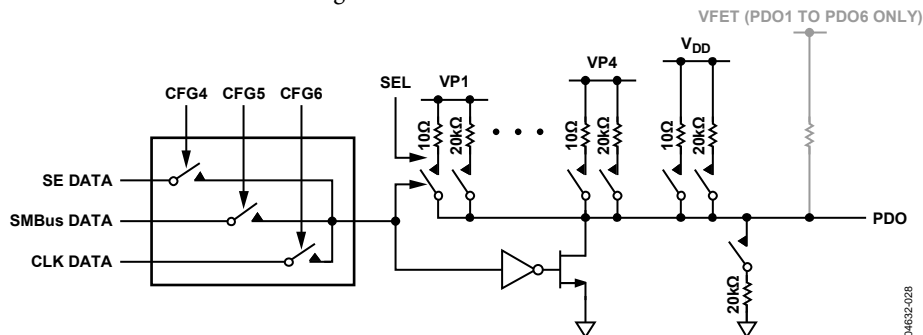 VFET (PDO1 TO PDO6 ONLY)
VDD
VP4
SEL
VP1
CFG4 CFG5 CFG6
10Ω
20kΩ
10Ω
20kΩ
10Ω
20kΩ
SE DATA
SMBus DATA
CLK DATA
PDO
20kΩ
04632-028